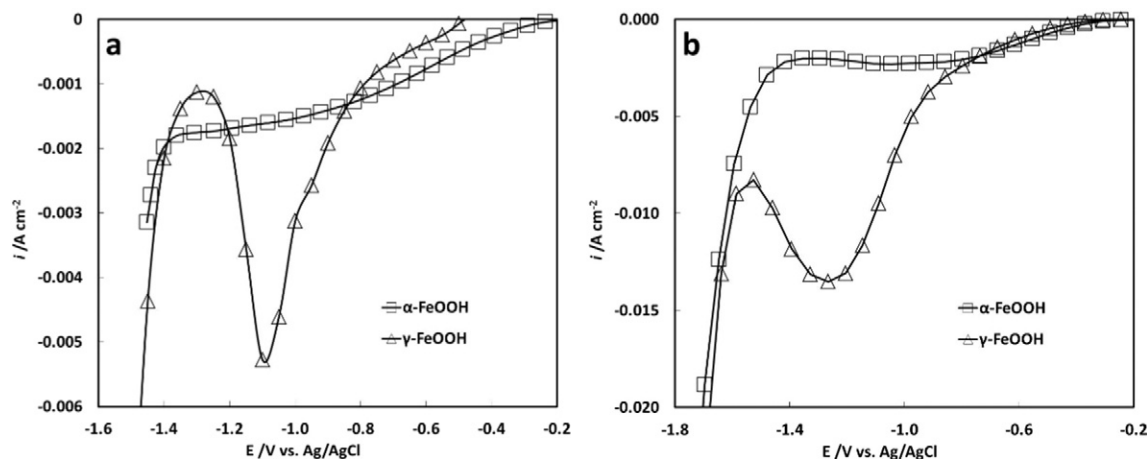 a
0
-0.001
-0.002
-0.003
-0.004
-0.005
-0.006
i /A cm-2
α-FeOOH
γ-FeOOH
-1.6 -1.4 -1.2 -1.0 -0.8 -0.6 -0.4 -0.2
E /V vs. Ag/AgCl
b
0.000
-0.005
-0.010
-0.015
-0.020
i /A cm-2
α-FeOOH
γ-FeOOH
-1.8 -1.4 -1.0 -0.6 -0.2
E /V vs. Ag/AgCl